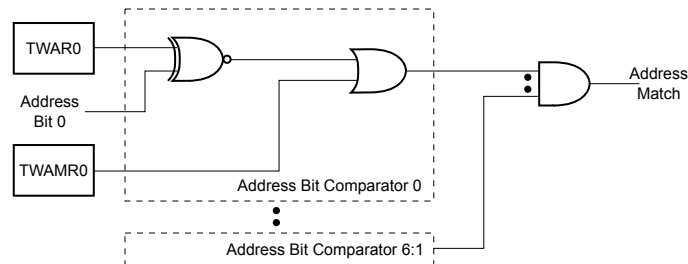 TWAR0
Address
Bit 0
TWAMR0
Address Bit Comparator 0
Address Bit Comparator 6:1
Address
Match